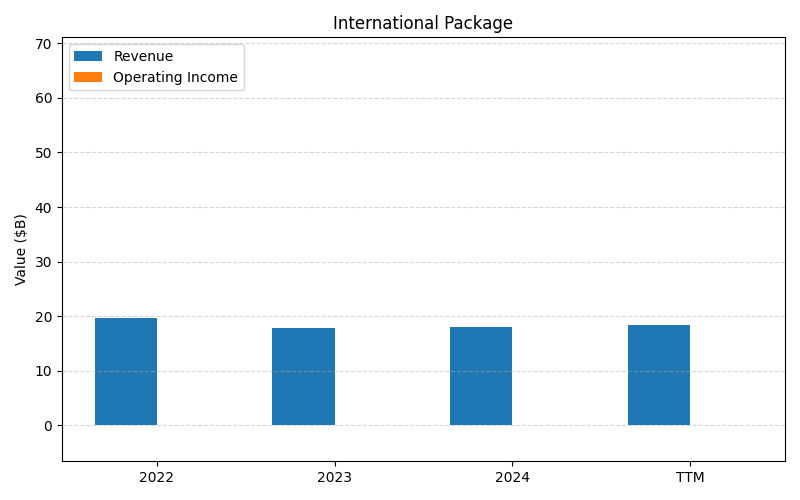 International Package
Revenue
Operating Income
Value ($B)
70
60
50
40
30
20
10
0
2022 2023 2024 TTM